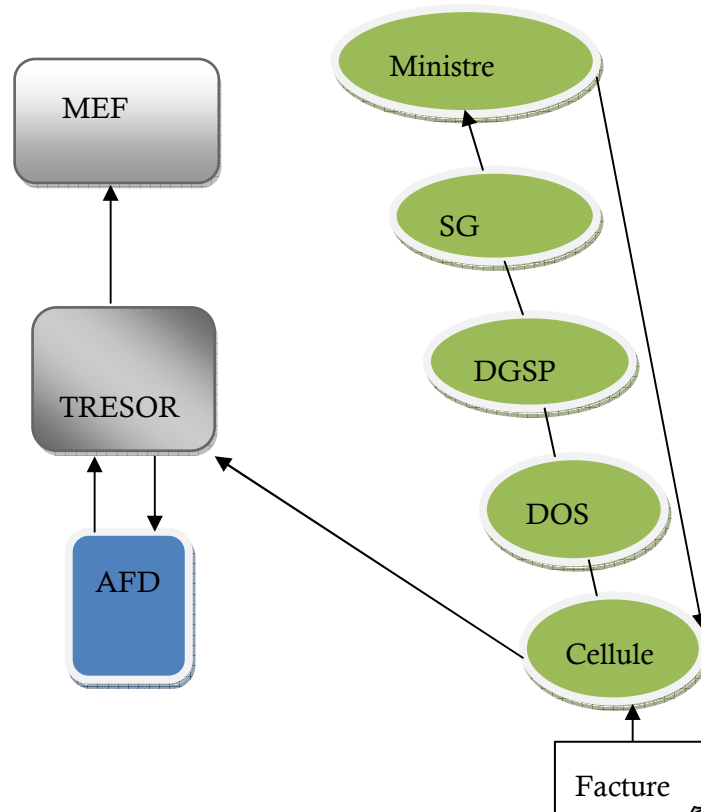 Ministre
MEF
SG
DGSP
TRESOR
DOS
AFD
Cellule
Facture